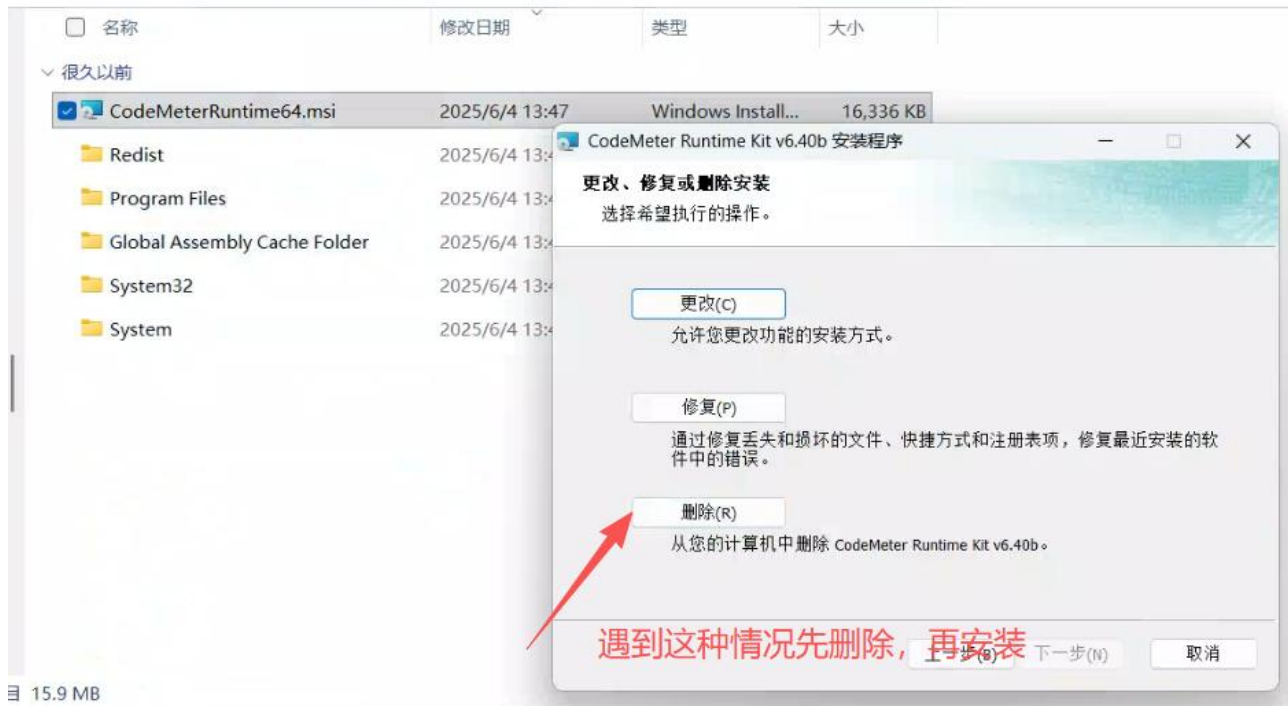 名称 修改日期 类型 大小
很久以前
CodeMeterRuntime64.msi 2025/6/4 13:47 Windows Install... 16,336 KB
Redist 2025/6/4 13:4
Program Files 2025/6/4 13:4
Global Assembly Cache Folder 2025/6/4 13:4
System32 2025/6/4 13:4
System 2025/6/4 13:4
CodeMeter Runtime Kit v6.40b 安装程序
更改、修复或删除安装
选择希望执行的操作。
更改(C)
允许您更改功能的安装方式。
修复(P)
通过修复丢失和损坏的文件、快捷方式和注册表项，修复最近安装的软
件中的错误。
删除(R)
从您的计算机中删除 CodeMeter Runtime Kit v6.40b。
遇到这种情况先删除，再安装
上一步(B) 下一步(N) 取消
15.9 MB